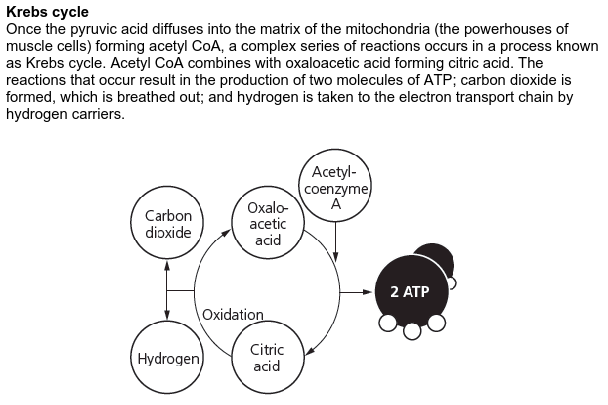 Krebs cycle
Once the pyruvic acid diffuses into the matrix of the mitochondria (the powerhouses of
muscle cells) forming acetyl CoA, a complex series of reactions occurs in a process known
as Krebs cycle. Acetyl CoA combines with oxaloacetic acid forming citric acid. The
reactions that occur result in the production of two molecules of ATP; carbon dioxide is
formed, which is breathed out; and hydrogen is taken to the electron transport chain by
hydrogen carriers.
Acetyl-
coenzyme
A
Oxalo-
acetic
acid
Carbon
dioxide
2 ATP
Oxidation
Citric
acid
Hydrogen